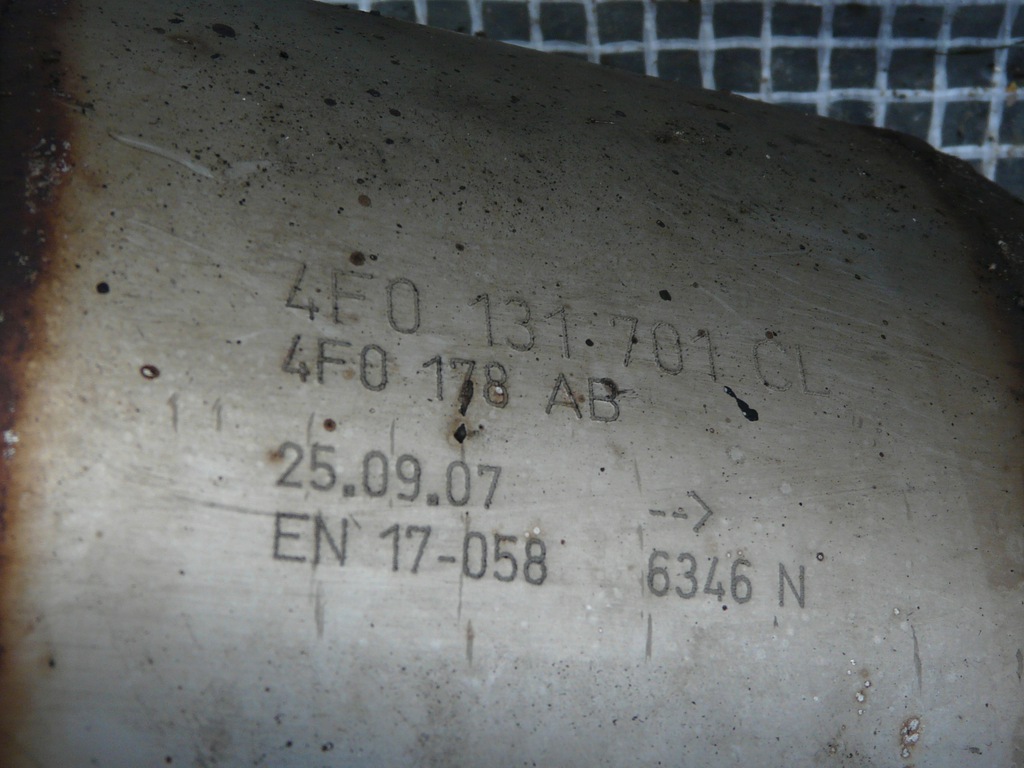 4F0 131 701 CL
4F0 178 AB
25.09.07
-->
EN 17-058 6346 N